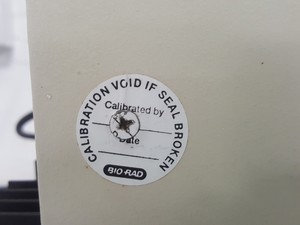 CALIBRATION VOID IF SEAL BROKEN
Calibrated by
Date
BIO-RAD